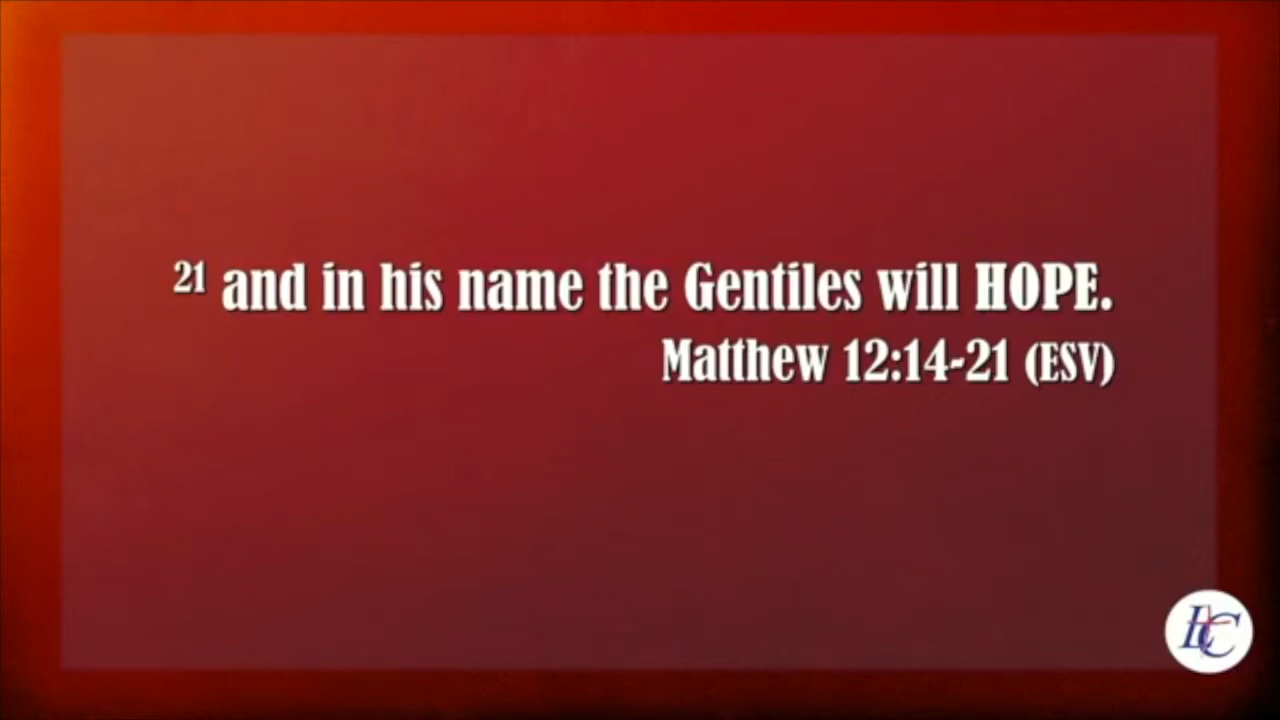 21 and in his name the Gentiles will HOPE.
Matthew 12:14-21 (ESV)